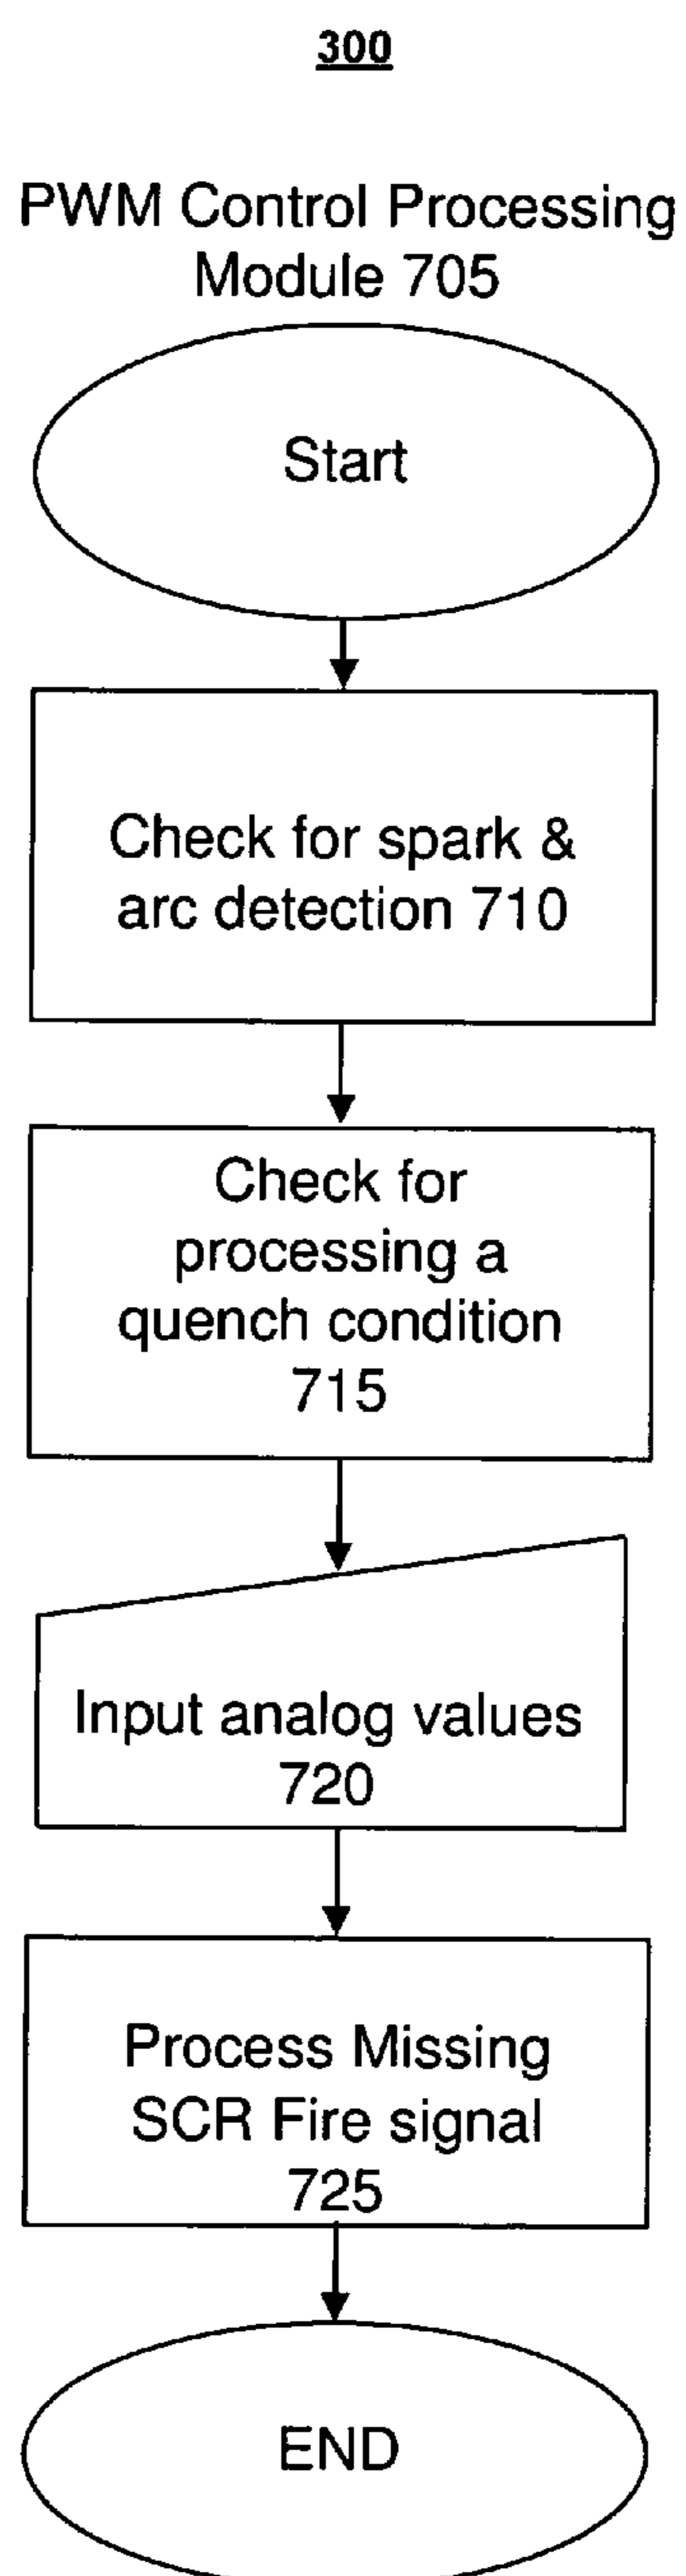 300
PWM Control Processing
Module 705
Start
Check for spark &
arc detection 710
Check for
processing a
quench condition
715
Input analog values
720
Process Missing
SCR Fire signal
725
END